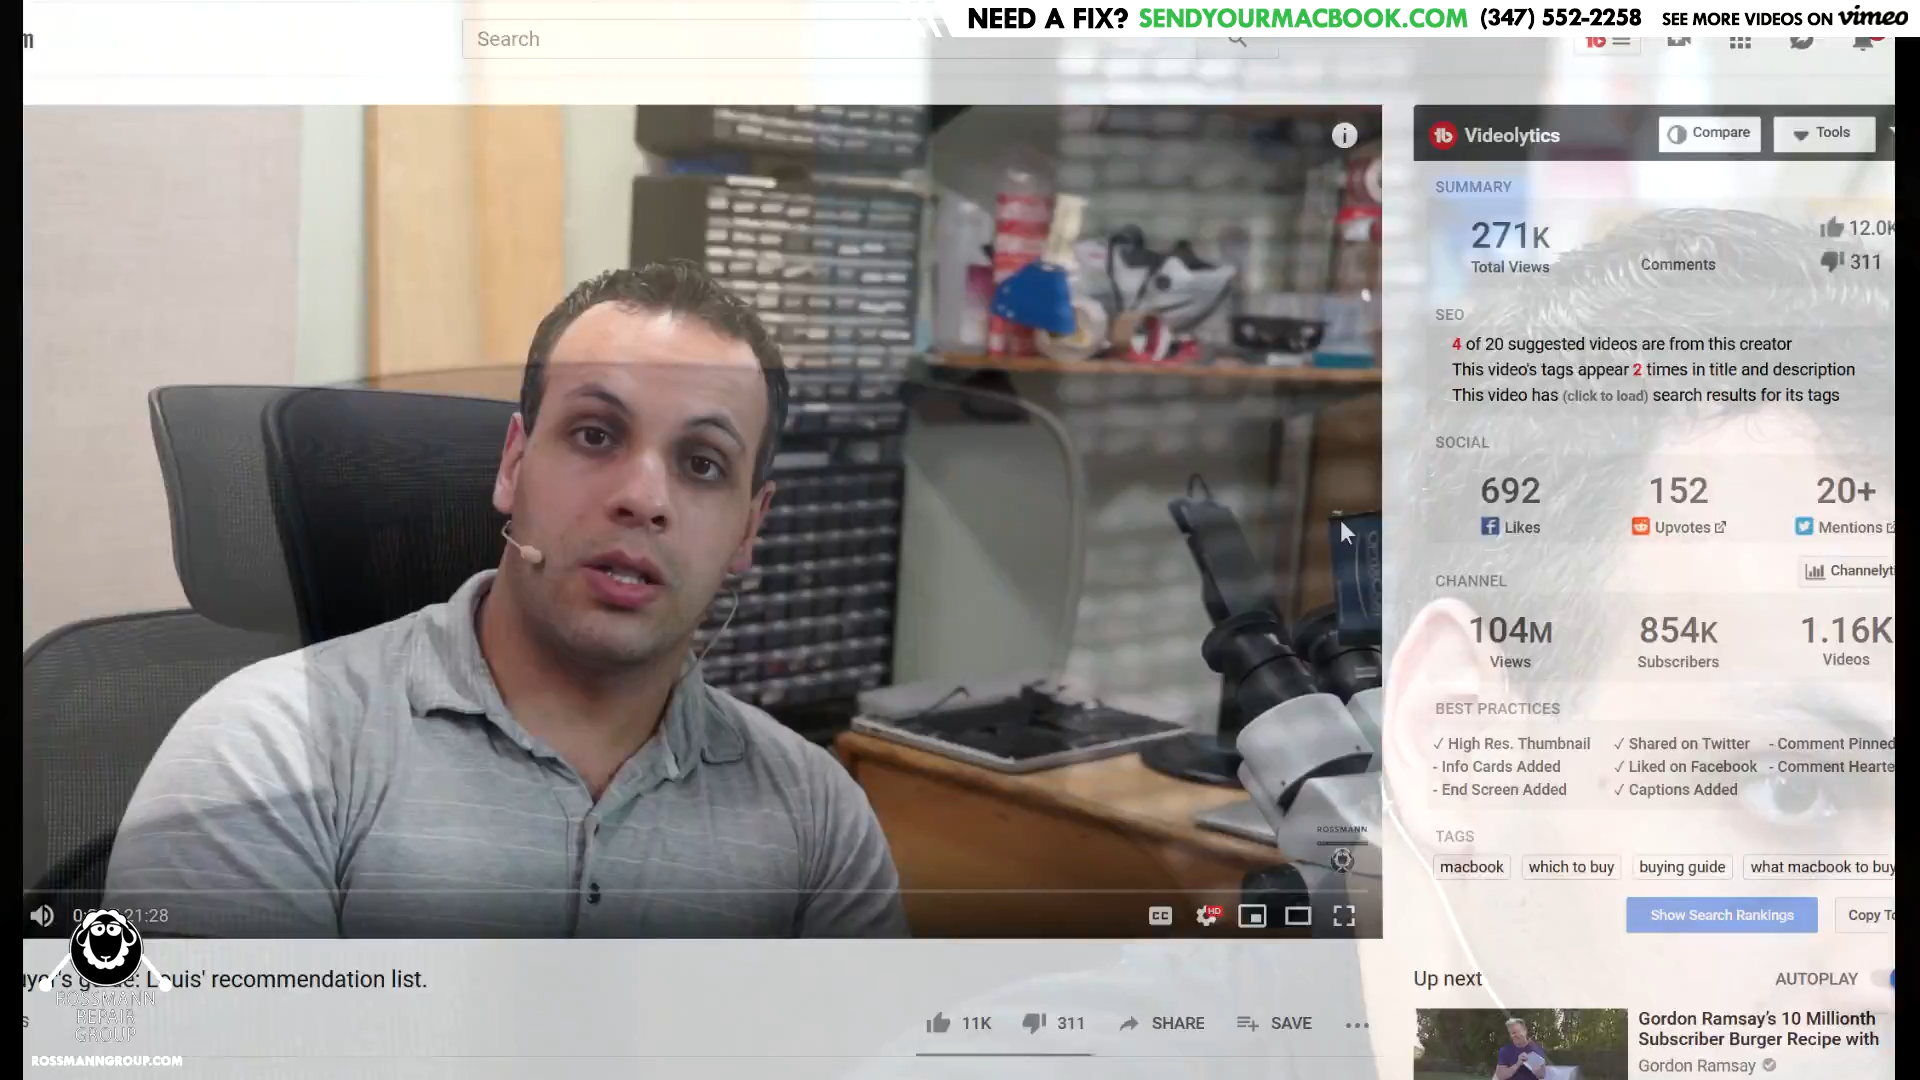 NEED A FIX? SENDYOURMACBOOK.COM (347) 552-2258 SEE MORE VIDEOS ON vimeo
Search
Videolytics
Compare
Tools
SUMMARY
271K
Total Views
Comments
12.0K
311
SEO
4 of 20 suggested videos are from this creator
This video's tags appear 2 times in title and description
This video has (click to load) search results for its tags
SOCIAL
692
Likes
152
Upvotes
20+
Mentions
Channelyti
CHANNEL
104M
Views
854K
Subscribers
1.16K
Videos
BEST PRACTICES
✓ High Res. Thumbnail ✓ Shared on Twitter - Comment Pinned
- Info Cards Added ✓ Liked on Facebook - Comment Hearte
- End Screen Added ✓ Captions Added
TAGS
macbook which to buy buying guide what macbook to buy
Show Search Rankings
Copy To
ROSSMANN
21:28
CC
HD
recommendation list.
11K 311 SHARE SAVE
Up next
AUTOPLAY
Gordon Ramsay's 10 Millionth
Subscriber Burger Recipe with
Gordon Ramsay
ROSSMANN
REPAIR
GROUP
ROSSMANNGROUP.COM